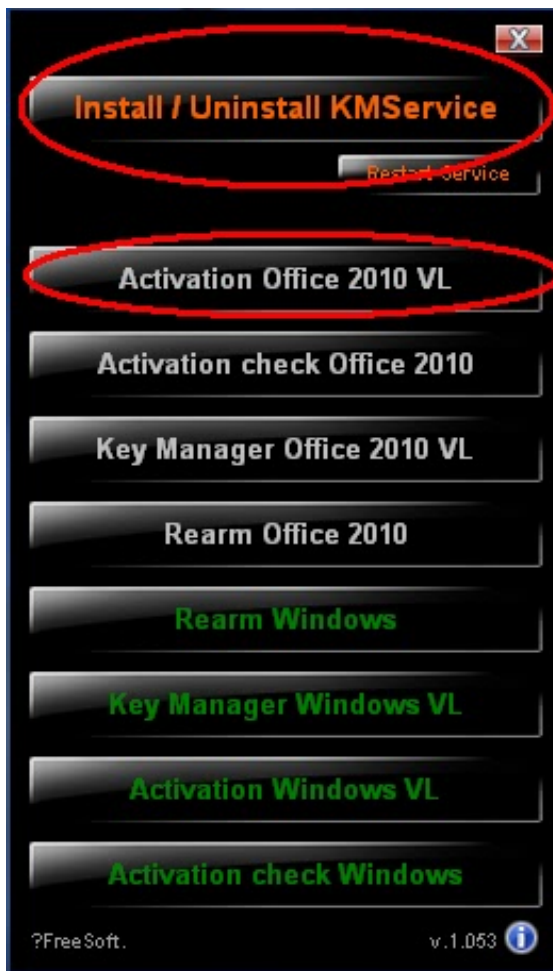 X
Install / Uninstall KMService
Restart Service
Activation Office 2010 VL
Activation check Office 2010
Key Manager Office 2010 VL
Rearm Office 2010
Rearm Windows
Key Manager Windows VL
Activation Windows VL
Activation check Windows
?FreeSoft. v.1.053 i